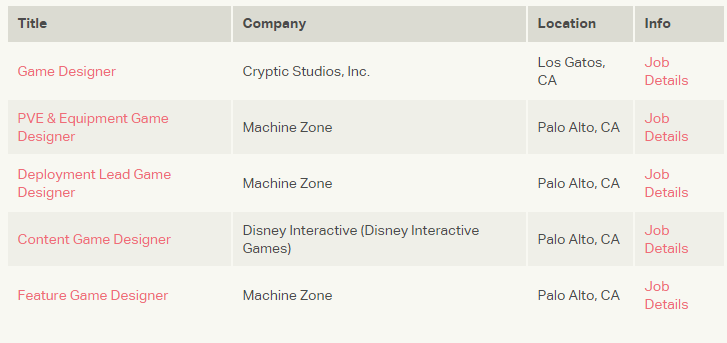 Title Company Location Info
Game Designer Cryptic Studios, Inc. Los Gatos, CA Job Details
PVE & Equipment Game Designer Machine Zone Palo Alto, CA Job Details
Deployment Lead Game Designer Machine Zone Palo Alto, CA Job Details
Content Game Designer Disney Interactive (Disney Interactive Games) Palo Alto, CA Job Details
Feature Game Designer Machine Zone Palo Alto, CA Job Details